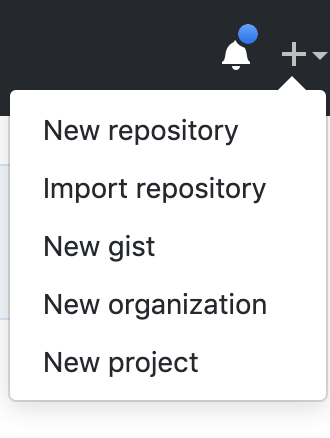 New repository
Import repository
New gist
New organization
New project